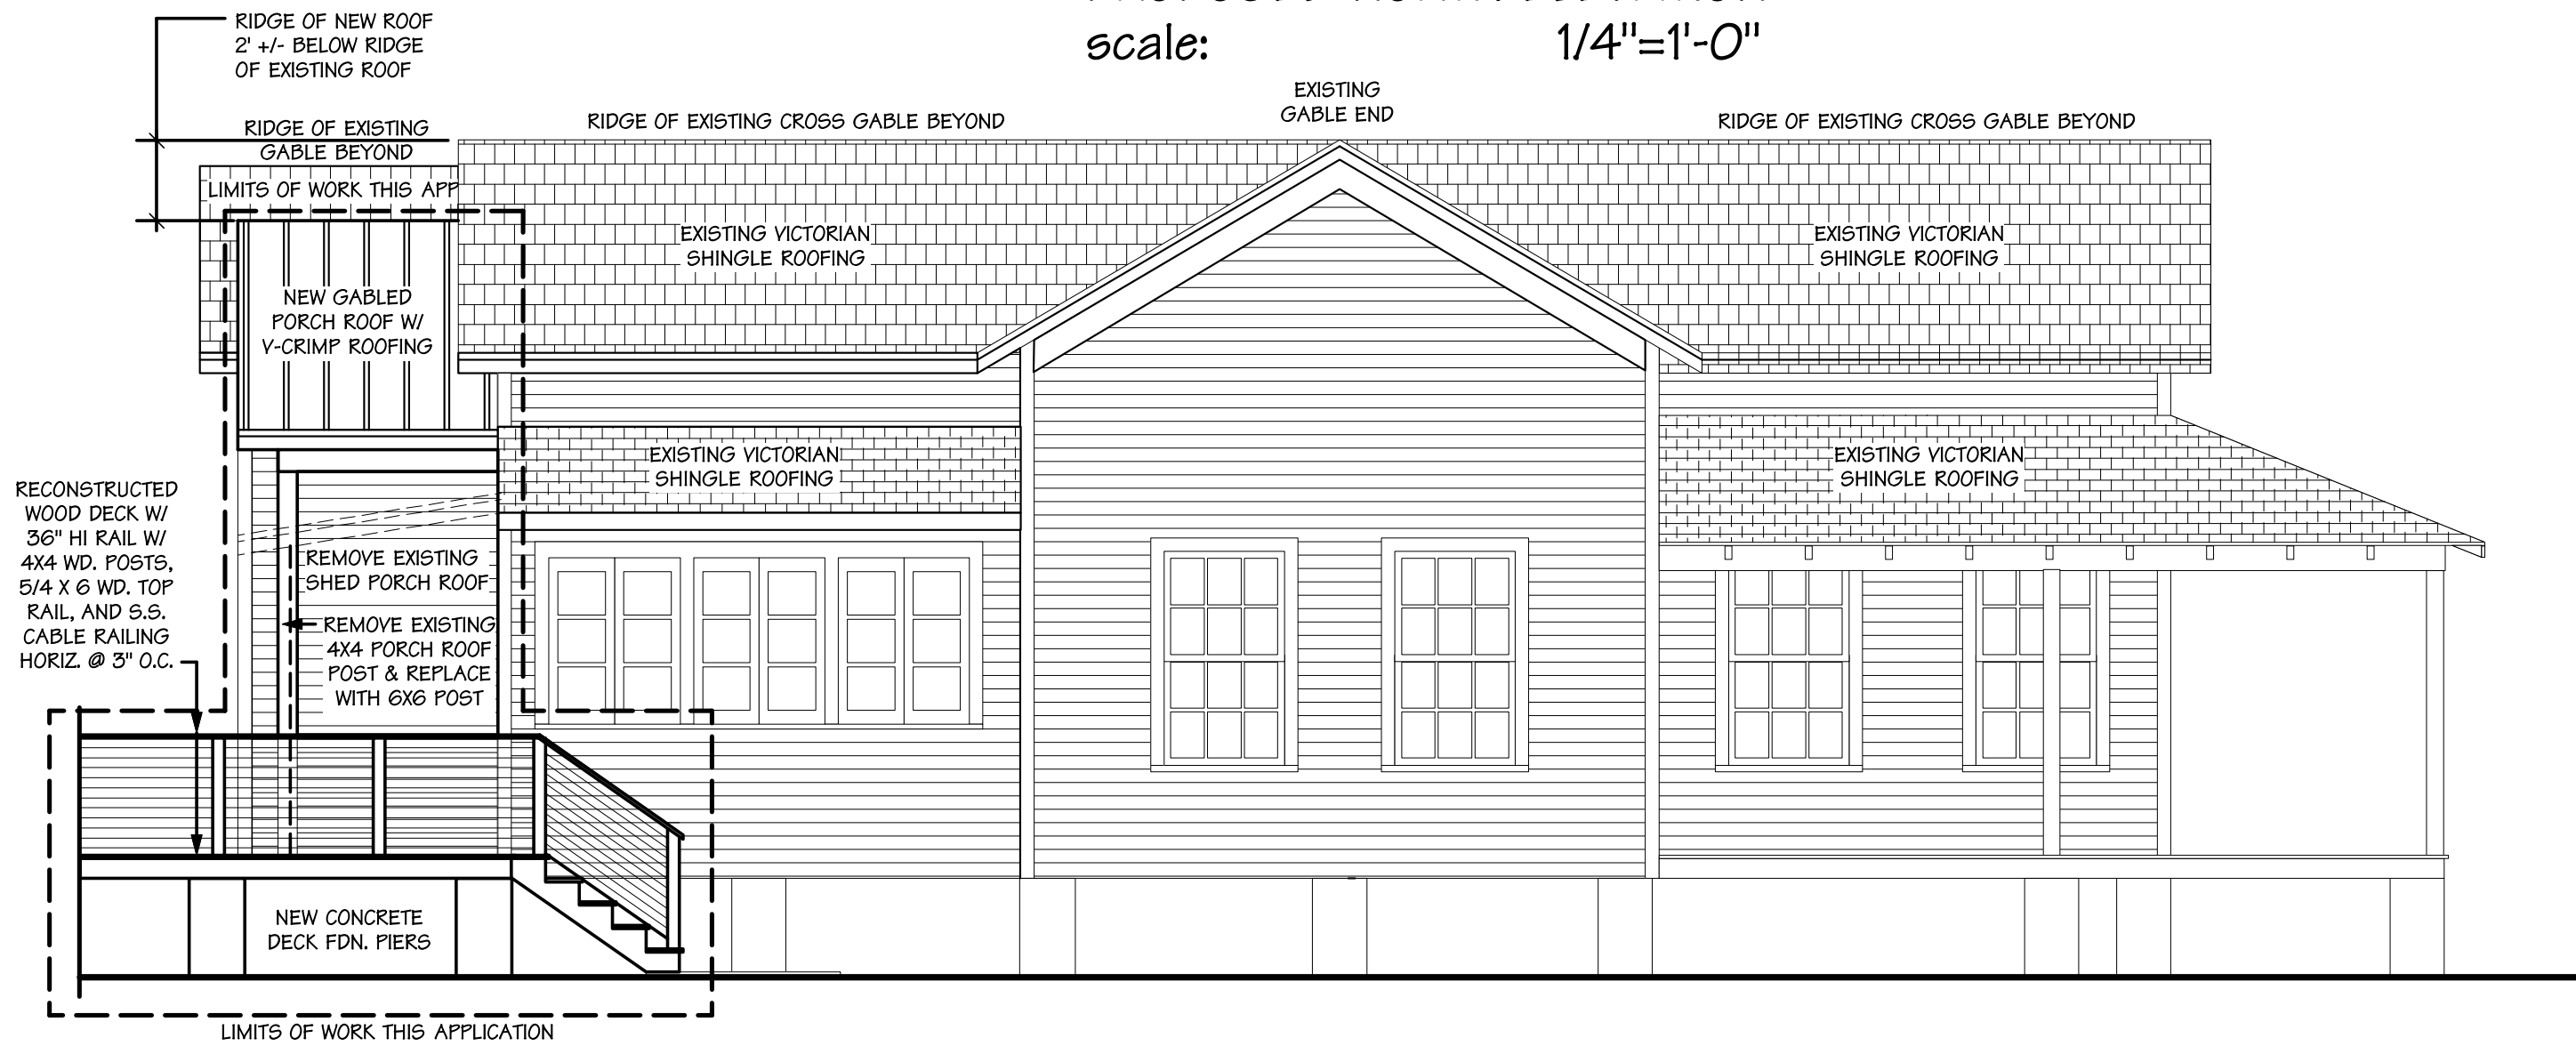 scale: 1/4"=1'-0"
RIDGE OF NEW ROOF
2' +/- BELOW RIDGE
OF EXISTING ROOF
RIDGE OF EXISTING
GABLE BEYOND
LIMITS OF WORK THIS APP
RIDGE OF EXISTING CROSS GABLE BEYOND
EXISTING
GABLE END
RIDGE OF EXISTING CROSS GABLE BEYOND
EXISTING VICTORIAN
SHINGLE ROOFING
EXISTING VICTORIAN
SHINGLE ROOFING
NEW GABLED
PORCH ROOF W/
V-CRIMP ROOFING
EXISTING VICTORIAN
SHINGLE ROOFING
EXISTING VICTORIAN
SHINGLE ROOFING
RECONSTRUCTED
WOOD DECK W/
36" HI RAIL W/
4X4 WD. POSTS,
5/4 X 6 WD. TOP
RAIL, AND S.S.
CABLE RAILING
HORIZ. @ 3" O.C.
REMOVE EXISTING
SHED PORCH ROOF
REMOVE EXISTING
4X4 PORCH ROOF
POST & REPLACE
WITH 6X6 POST
NEW CONCRETE
DECK FDN. PIERS
LIMITS OF WORK THIS APPLICATION